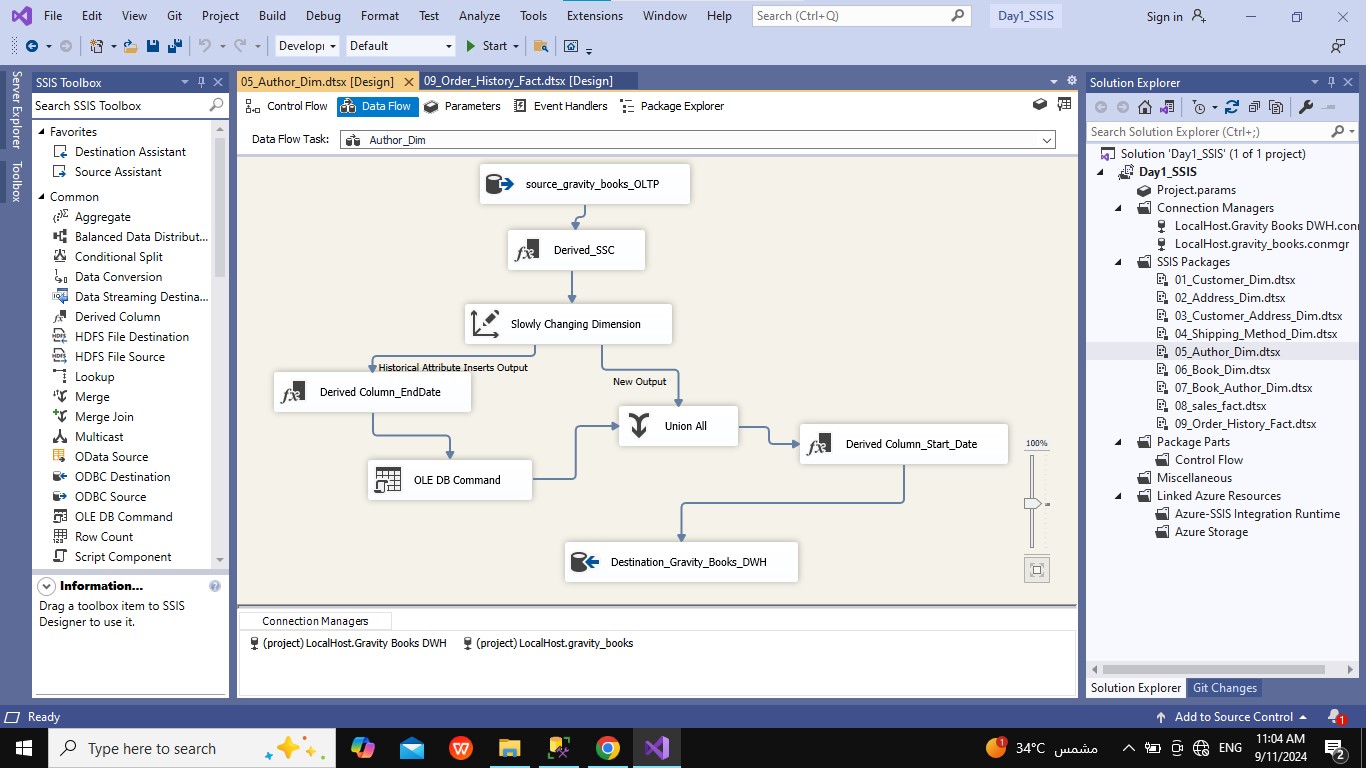 File Edit View Git Project Build Debug Format Test Analyze Tools Extensions Window Help Search (Ctrl+Q) Day1_SSIS Sign in
Develop Default Start
Server Explorer
Toolbox
SSIS Toolbox
Search SSIS Toolbox
Favorites
Destination Assistant
Source Assistant
Common
Aggregate
Balanced Data Distribut...
Conditional Split
Data Conversion
Data Streaming Destina...
Derived Column
HDFS File Destination
HDFS File Source
Lookup
Merge
Merge Join
Multicast
OData Source
ODBC Destination
ODBC Source
OLE DB Command
Row Count
Script Component
Information...
Drag a toolbox item to SSIS
Designer to use it.
05_Author_Dim.dtsx [Design] 09_Order_History_Fact.dtsx [Design]
Control Flow Data Flow Parameters Event Handlers Package Explorer
Data Flow Task: Author_Dim
source_gravity_books_OLTP
Derived_SSC
Slowly Changing Dimension
Historical Attribute Inserts Output
New Output
Derived Column_EndDate
Union All
Derived Column_Start_Date
OLE DB Command
Destination_Gravity_Books_DWH
100%
Connection Managers
(project) LocalHost.Gravity Books DWH (project) LocalHost.gravity_books
Solution Explorer
Search Solution Explorer (Ctrl+;)
Solution 'Day1_SSIS' (1 of 1 project)
Day1_SSIS
Project.params
Connection Managers
LocalHost.Gravity Books DWH.con
LocalHost.gravity_books.conmgr
SSIS Packages
01_Customer_Dim.dtsx
02_Address_Dim.dtsx
03_Customer_Address_Dim.dtsx
04_Shipping_Method_Dim.dtsx
05_Author_Dim.dtsx
06_Book_Dim.dtsx
07_Book_Author_Dim.dtsx
08_sales_fact.dtsx
09_Order_History_Fact.dtsx
Package Parts
Control Flow
Miscellaneous
Linked Azure Resources
Azure-SSIS Integration Runtime
Azure Storage
Solution Explorer Git Changes
Ready
Add to Source Control 1
Type here to search
1 34°C مشمس ENG
11:04 AM
9/11/2024
2